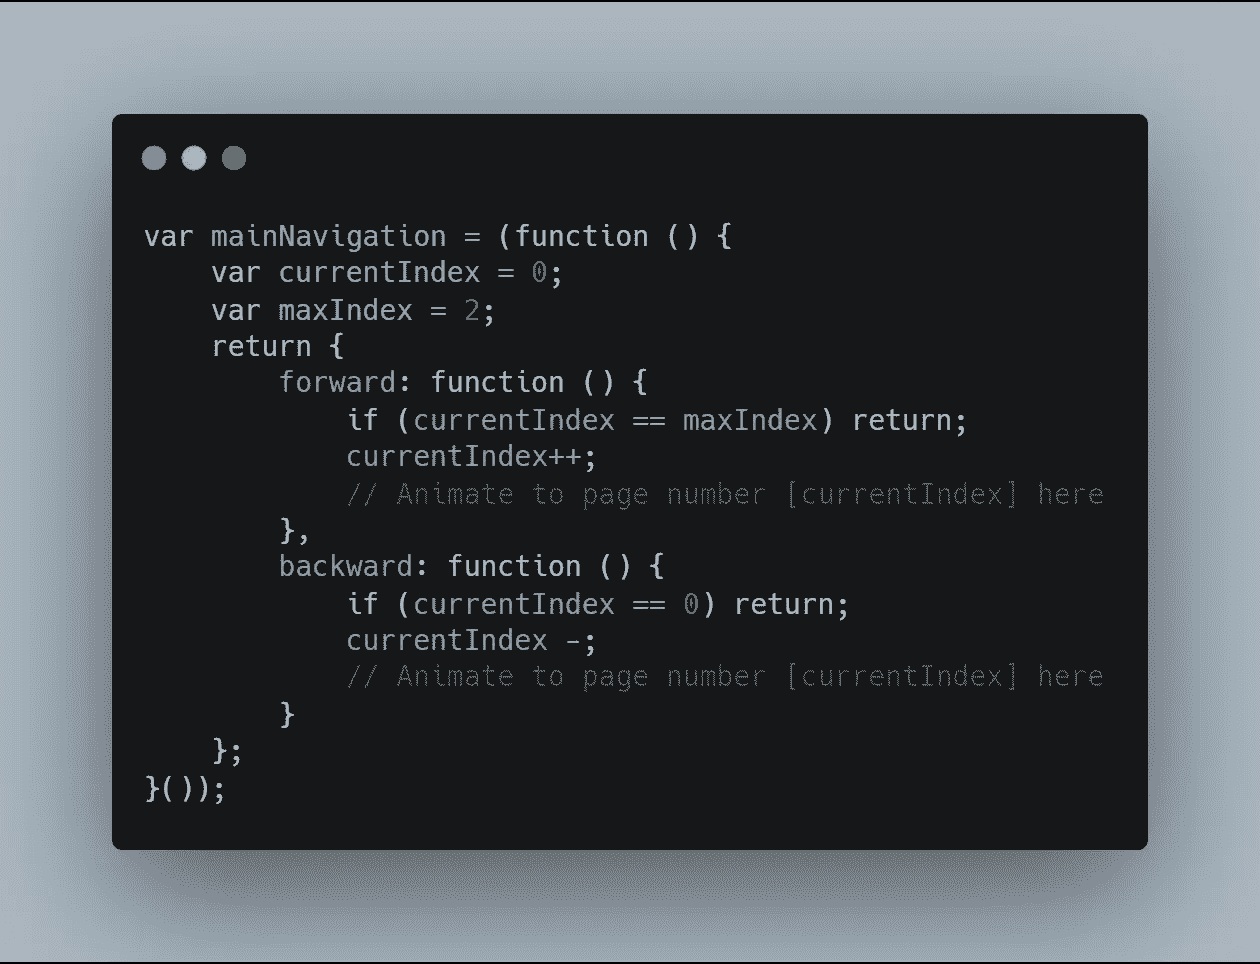 var mainNavigation = (function () {
    var currentIndex = 0;
    var maxIndex = 2;
    return {
        forward: function () {
            if (currentIndex == maxIndex) return;
            currentIndex++;
            // Animate to page number [currentIndex] here
        },
        backward: function () {
            if (currentIndex == 0) return;
            currentIndex -;
            // Animate to page number [currentIndex] here
        }
    };
}());